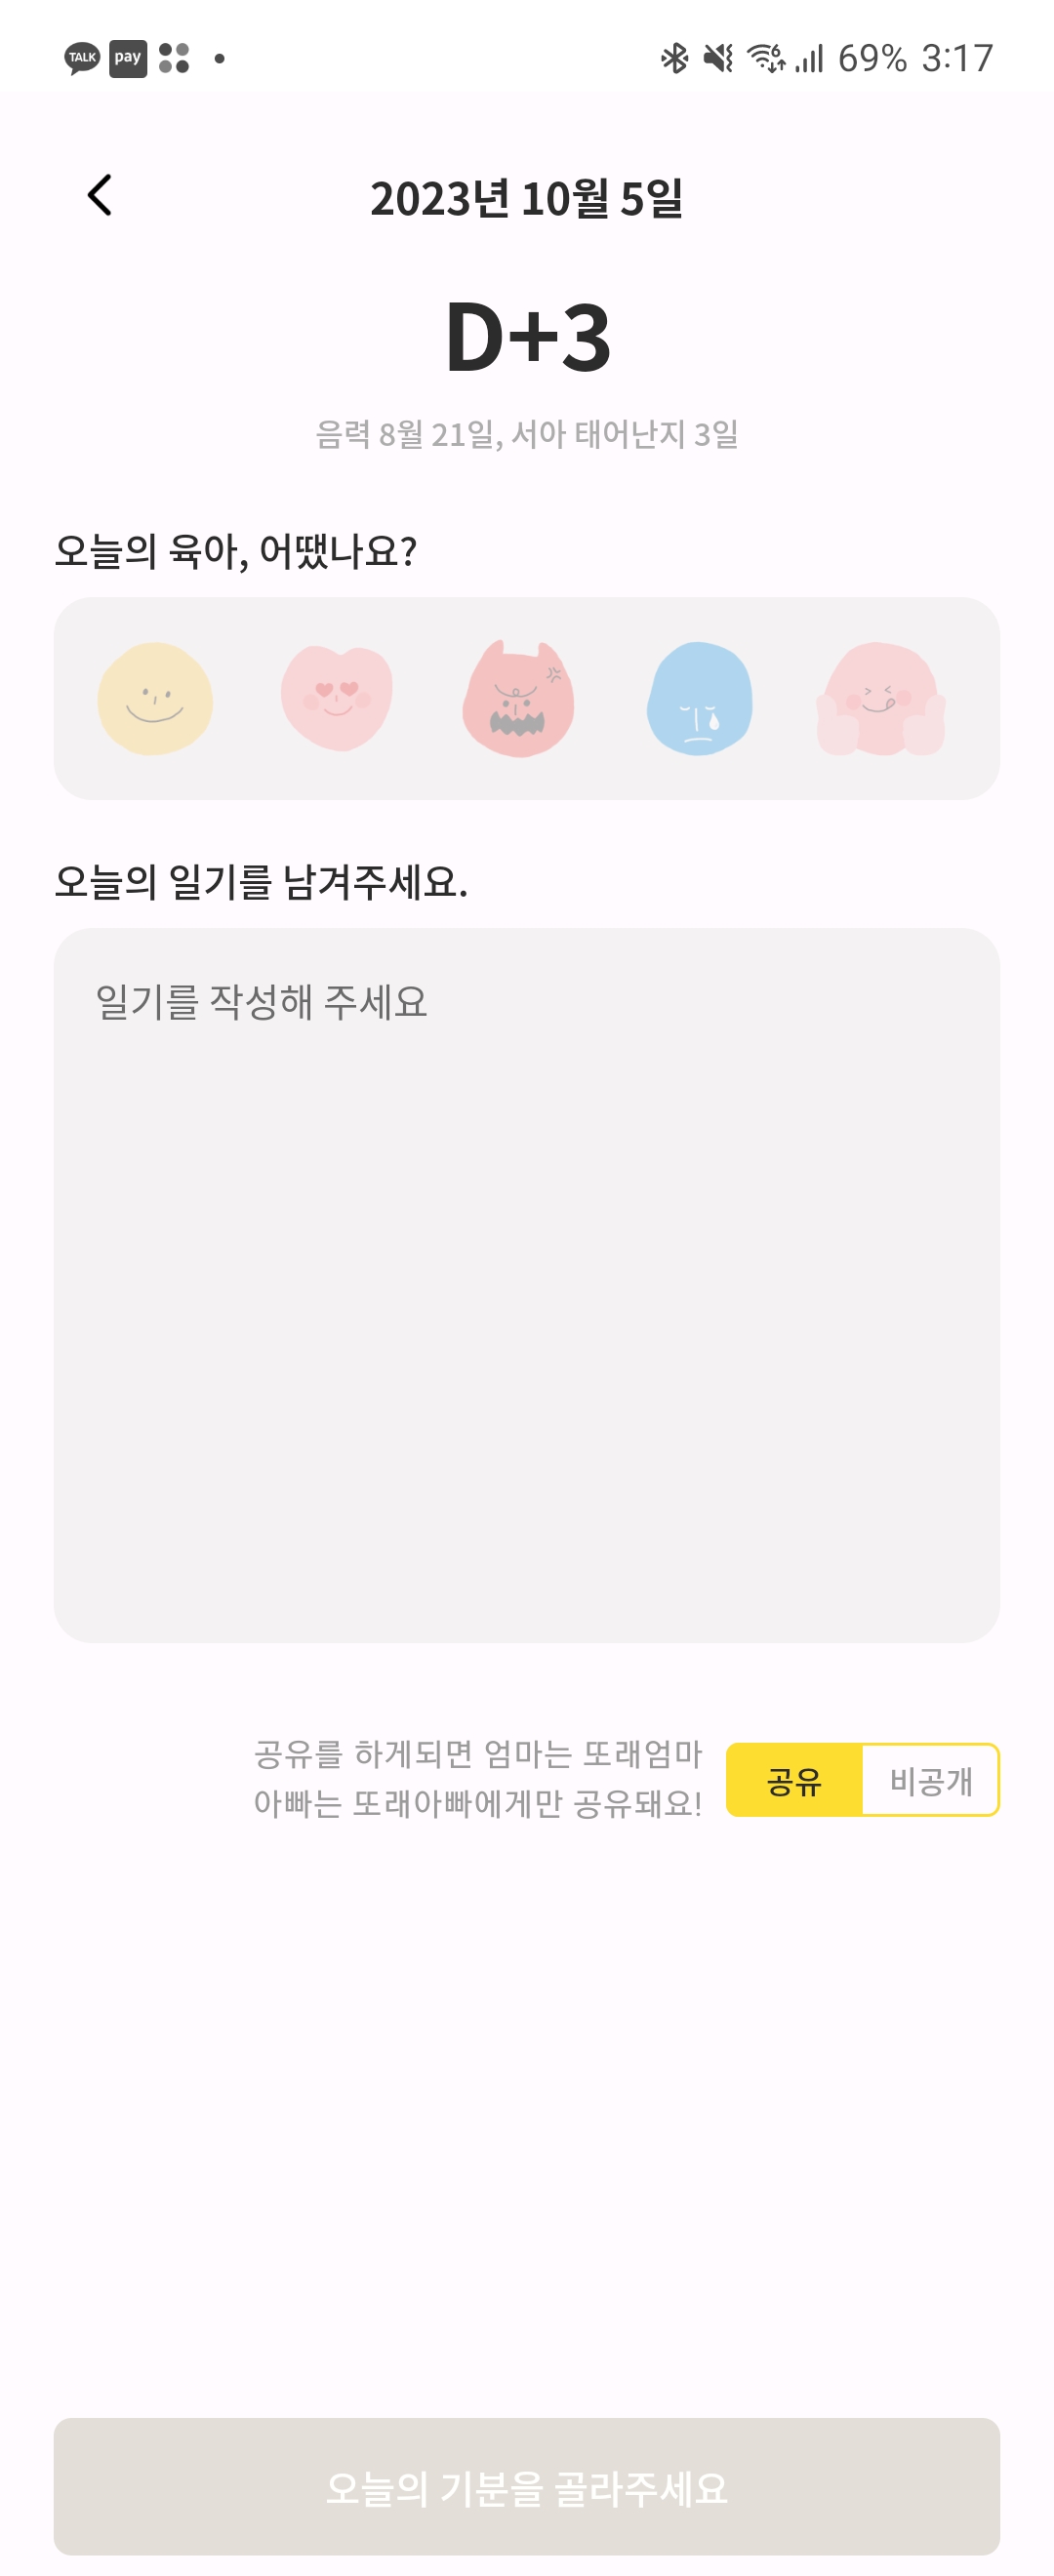 TALK pay 69% 3:17
2023년 10월 5일
D+3
음력 8월 21일, 서아 태어난지 3일
오늘의 육아, 어땠나요?
오늘의 일기를 남겨주세요.
일기를 작성해 주세요
공유를 하게되면 엄마는 또래엄마
아빠는 또래아빠에게만 공유돼요!
공유 비공개
오늘의 기분을 골라주세요